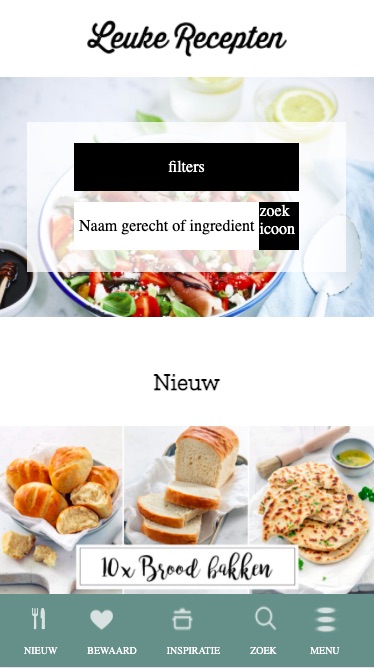 Leuke Recepten
filters
Naam gerecht of ingredient
zoek
icoon
Nieuw
10x Brood bakken
NIEUW
BEWAARD
INSPIRATIE
ZOEK
MENU